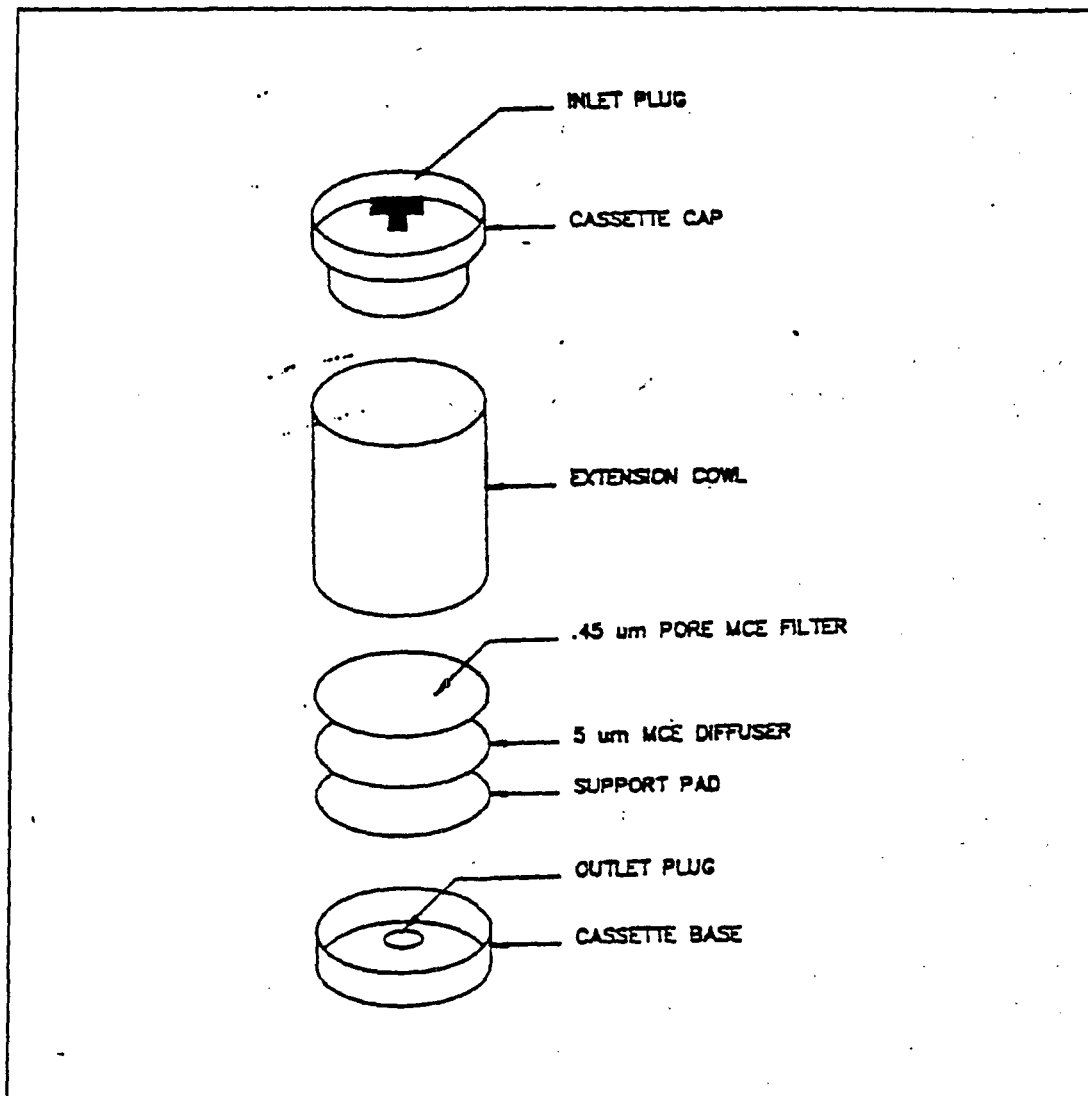 INLET PLUG
CASSETTE CAP
EXTENSION COWL
.45 um PORE MCE FILTER
5 um MCE DIFFUSER
SUPPORT PAD
OUTLET PLUG
CASSETTE BASE